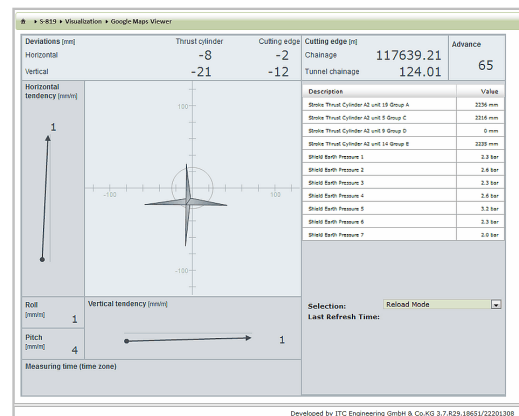 S-819 ▸ Visualization ▸ Google Maps Viewer
Deviations [mm] Thrust cylinder Cutting edge
Horizontal -8 -2
Vertical -21 -12
Cutting edge [m]
Chainage 117639.21
Tunnel chainage 124.01
Advance
65
Horizontal
tendency [mm/m]
1
100
-100
100
-100
Description Value
Stroke Thrust Cylinder A2 unit 19 Group A 2236 mm
Stroke Thrust Cylinder A2 unit 5 Group C 2216 mm
Stroke Thrust Cylinder A2 unit 9 Group D 0 mm
Stroke Thrust Cylinder A2 unit 14 Group E 2235 mm
Shield Earth Pressure 1 2.3 bar
Shield Earth Pressure 2 2.6 bar
Shield Earth Pressure 3 2.3 bar
Shield Earth Pressure 4 2.6 bar
Shield Earth Pressure 5 3.2 bar
Shield Earth Pressure 6 2.3 bar
Shield Earth Pressure 7 2.0 bar
Roll
[mm/m] 1
Pitch
[mm/m] 4
Vertical tendency [mm/m]
1
Selection: Reload Mode
Last Refresh Time:
Measuring time (time zone)
Developed by ITC Engineering GmbH & Co.KG 3.7.R29.18651/22201308